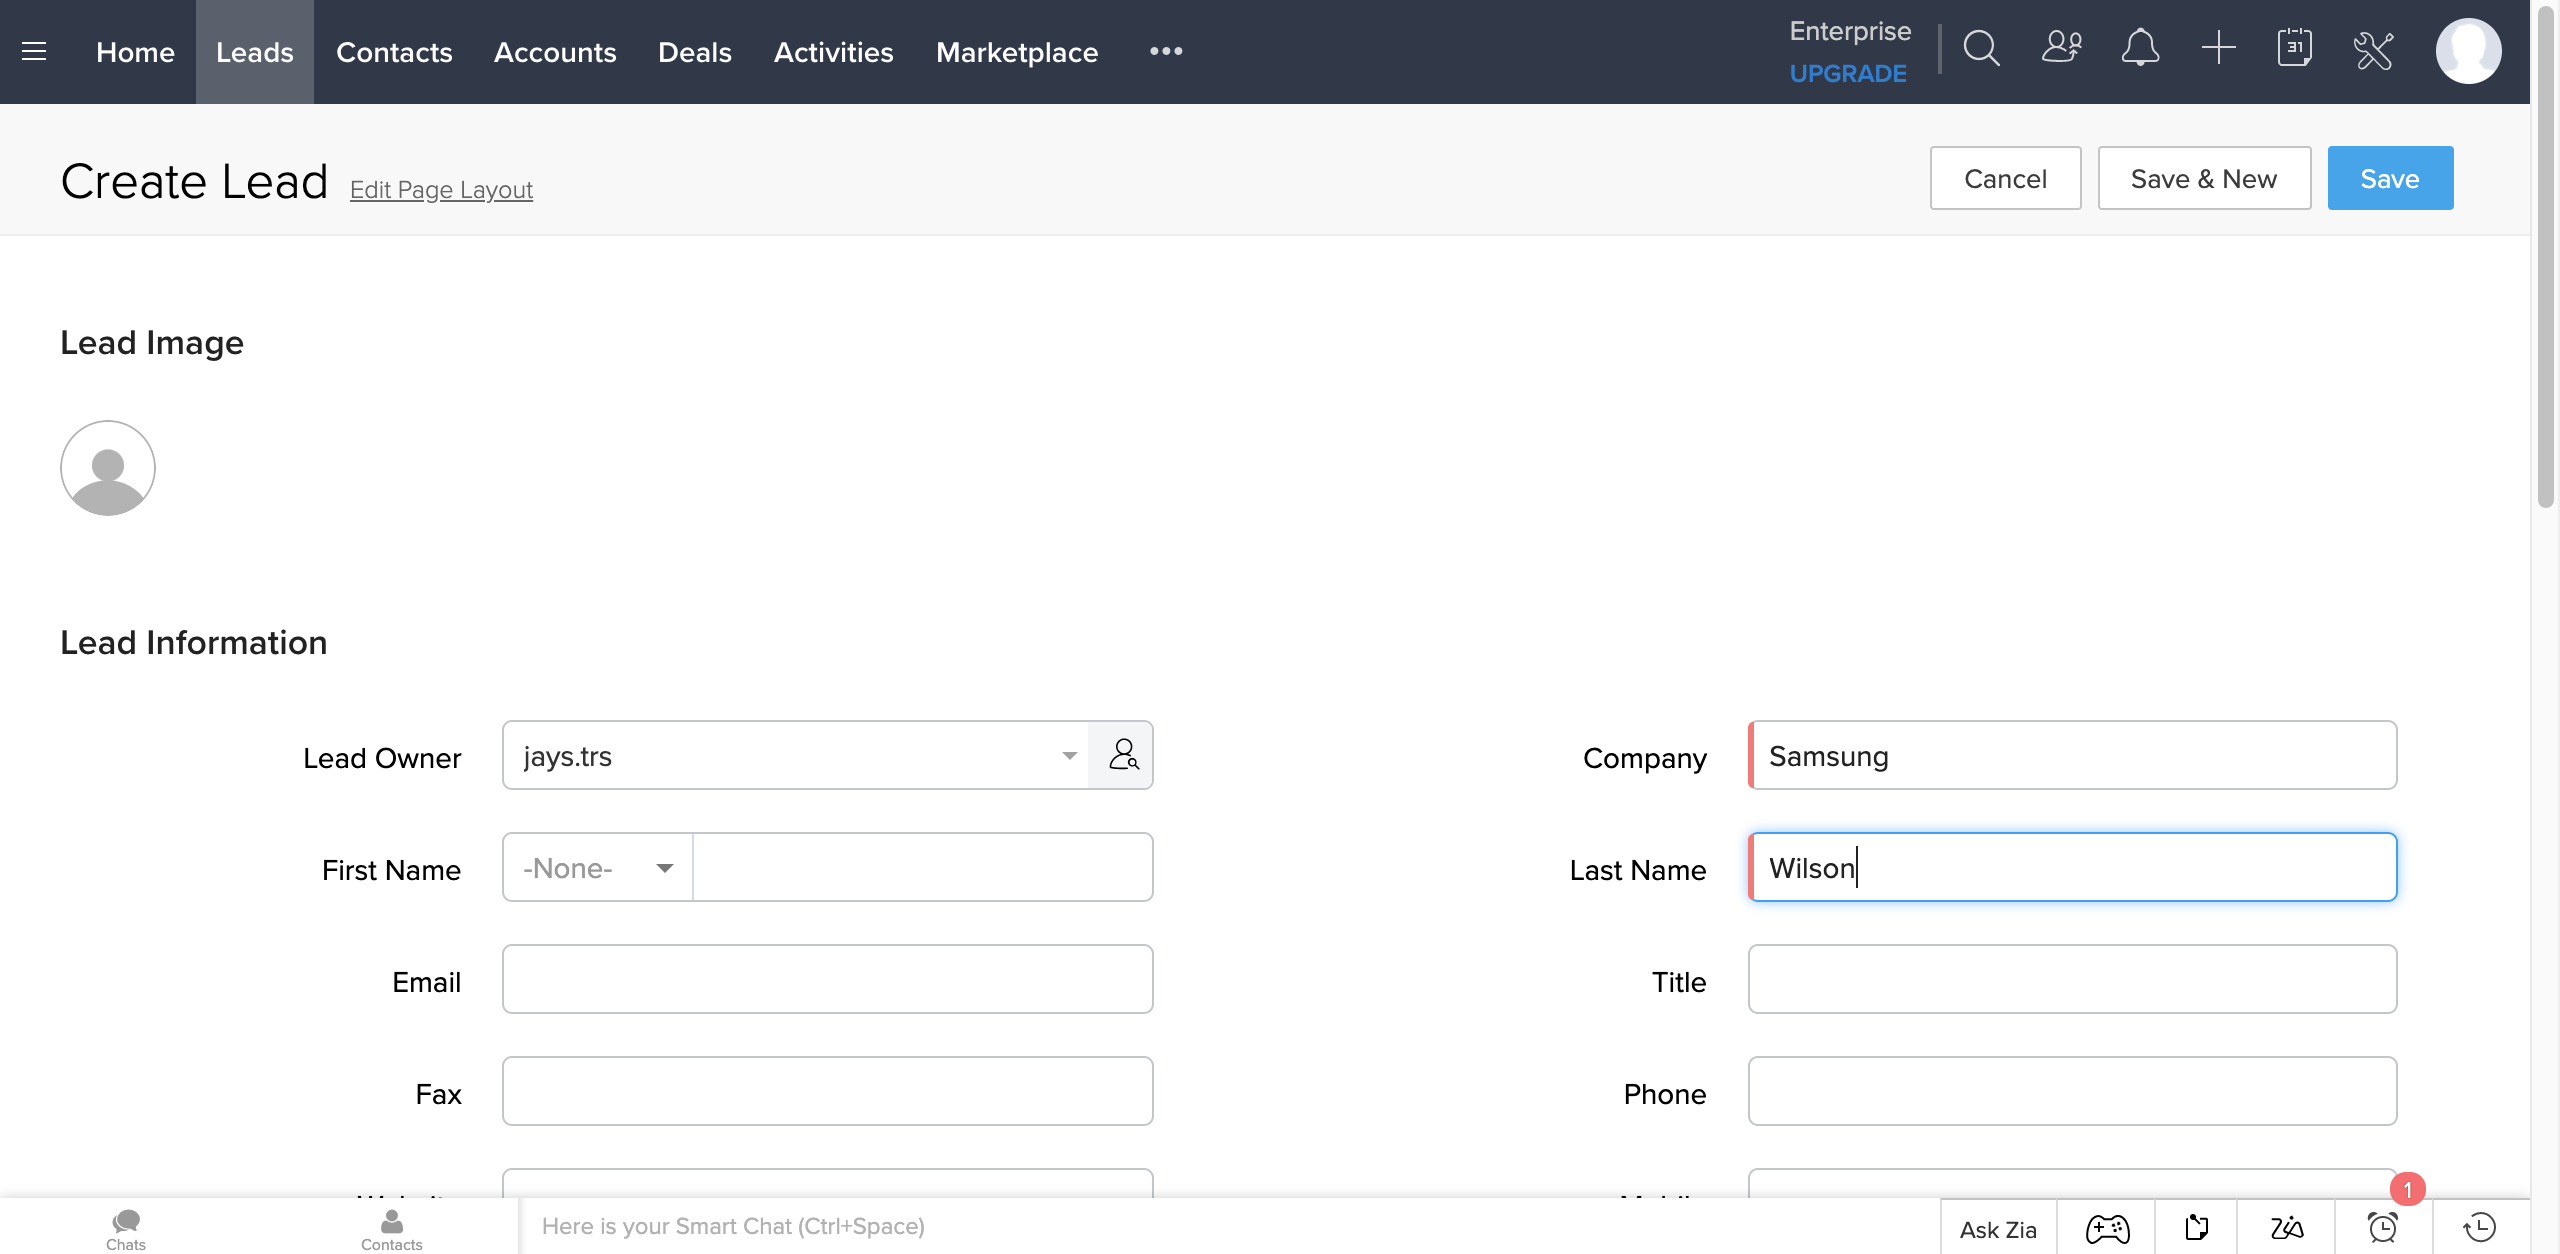 Home Leads Contacts Accounts Deals Activities Marketplace •••
Enterprise
UPGRADE
31
Create Lead Edit Page Layout
Cancel Save & New Save
Lead Image
Lead Information
Lead Owner jays.trs
Company Samsung
First Name -None-
Last Name Wilson
Email
Title
Fax
Phone
1
Chats Contacts
Here is your Smart Chat (Ctrl+Space)
Ask Zia